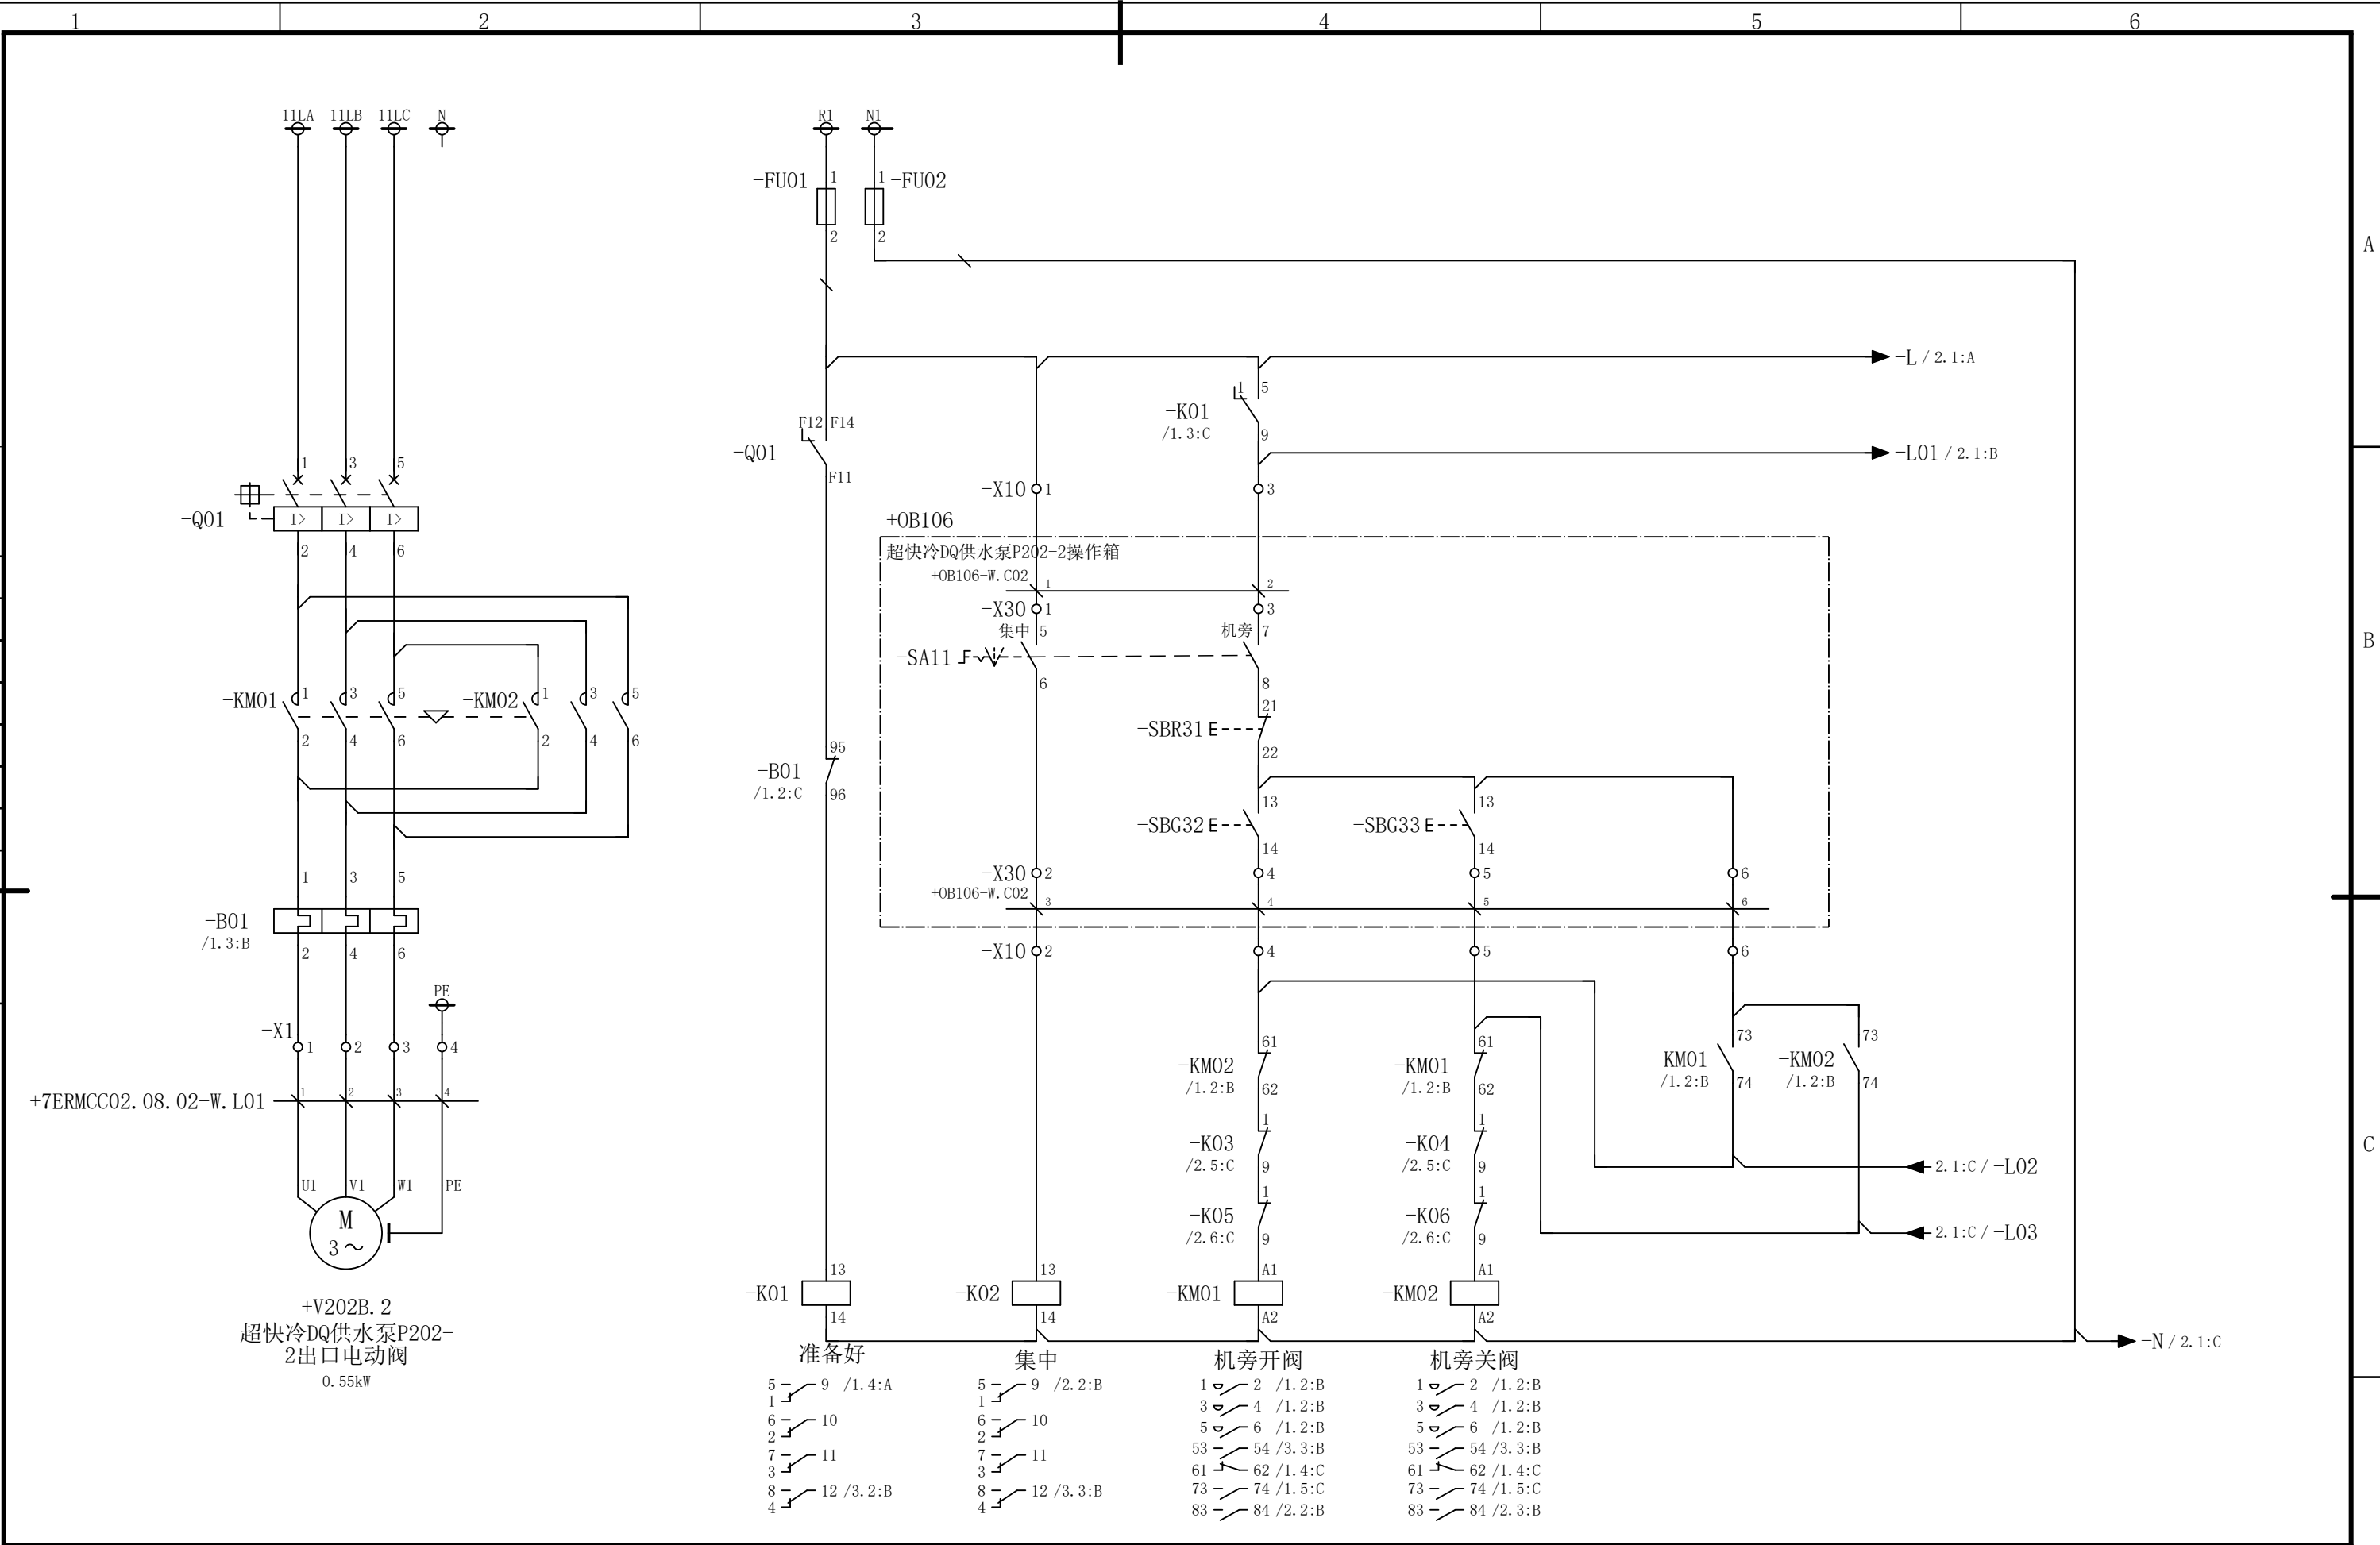 1 2 3 4 5 6
A
B
C
11LA 11LB 11LC N
-Q01
1 3 5
I> I> I>
2 4 6
-KM01
1 3 5
2 4 6
-KM02
1 3 5
2 4 6
1 3 5
-B01
/1.3:B
2 4 6
PE
-X1
1 2 3 4
+7ERMCC02.08.02-W.L01
1 2 3 4
U1 V1 W1 PE
M
3~
+V202B.2
超快冷DQ供水泵P202-
2出口电动阀
0.55kW
R1 N1
-FU01 1
2
1 -FU02
2
-L / 2.1:A
F12 F14
-Q01
F11
1 5
-K01
/1.3:C
9
-L01 / 2.1:B
-X10 1 3
+OB106
超快冷DQ供水泵P202-2操作箱
+OB106-W.C02
1 2
-X30 1 3
集中 5
机旁 7
-SA11
6 8
21
-SBR31
22
95
-B01
/1.2:C
96
13
-SBG32
14
13
-SBG33
14
-X30 2 4 5 6
+OB106-W.C02
3 4 5 6
-X10 2 4 5 6
61
-KM02
/1.2:B
62
61
-KM01
/1.2:B
62
73
KM01
/1.2:B
74
73
-KM02
/1.2:B
74
1
-K03
/2.5:C
9
1
-K04
/2.5:C
9
2.1:C / -L02
1
-K05
/2.6:C
9
1
-K06
/2.6:C
9
2.1:C / -L03
13
-K01
14
13
-K02
14
A1
-KM01
A2
A1
-KM02
A2
-N / 2.1:C
准备好
5 9 /1.4:A
1
6 10
2
7 11
3
8 12 /3.2:B
4
集中
5 9 /2.2:B
1
6 10
2
7 11
3
8 12 /3.3:B
4
机旁开阀
1 2 /1.2:B
3 4 /1.2:B
5 6 /1.2:B
53 54 /3.3:B
61 62 /1.4:C
73 74 /1.5:C
83 84 /2.2:B
机旁关阀
1 2 /1.2:B
3 4 /1.2:B
5 6 /1.2:B
53 54 /3.3:B
61 62 /1.4:C
73 74 /1.5:C
83 84 /2.3:B